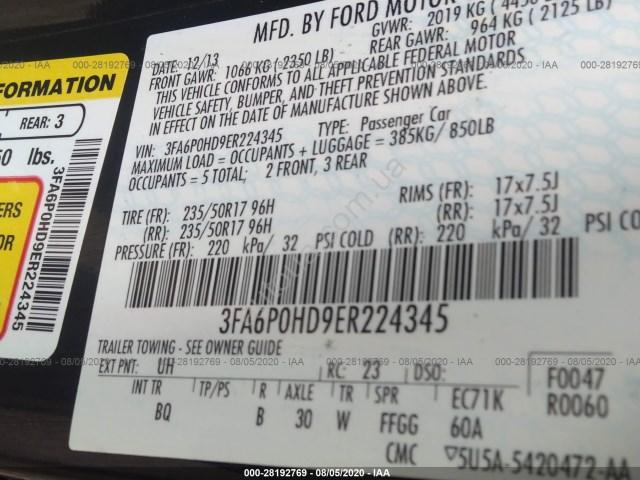 MFD. BY FORD MOTOR
GVWR: 2019 KG
DATE: 12/13
REAR GAWR: 964 KG (2125 LB)
FRONT GAWR: 1066 KG (2350 LB)
THIS VEHICLE CONFORMS TO ALL APPLICABLE FEDERAL MOTOR
VEHICLE SAFETY, BUMPER, AND THEFT PREVENTION STANDARDS
IN EFFECT ON THE DATE OF MANUFACTURE SHOWN ABOVE.
VIN: 3FA6P0HD9ER224345 TYPE: Passenger Car
MAXIMUM LOAD = OCCUPANTS + LUGGAGE = 385KG/ 850LB
OCCUPANTS = 5 TOTAL; 2 FRONT, 3 REAR
TIRE (FR): 235/50R17 96H RIMS (FR): 17x7.5J
(RR): 235/50R17 96H (RR): 17x7.5J
PRESSURE (FR): 220 kPa/ 32 PSI COLD (RR): 220 kPa/ 32 PSI CO
3FA6P0HD9ER224345
TRAILER TOWING - SEE OWNER GUIDE
EXT PNT: UH RC: 23 DSO: F0047
INT TR TP/PS R AXLE TR SPR EC71K R0060
BQ B 30 W FFGG 60A
CMC 5U5A-5420472-AA
FORMATION
REAR: 3
50 lbs.
ERS
OR
3FA6P0HD9ER224345
000-28192769 - 08/05/2020 - IAA